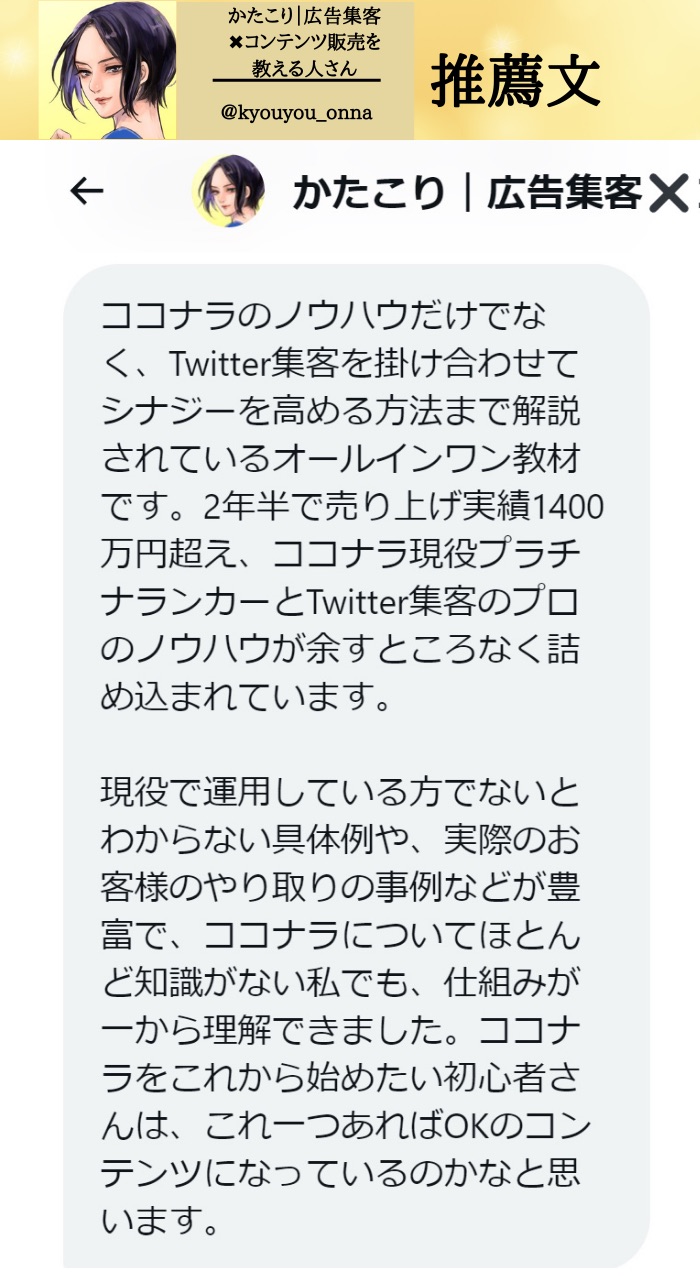 かたこり|広告集客
✖コンテンツ販売を
教える人さん
@kyouyou_onna
推薦文
← かたこり｜広告集客✖
ココナラのノウハウだけでな
く、Twitter集客を掛け合わせて
シナジーを高める方法まで解説
されているオールインワン教材
です。2年半で売り上げ実績1400
万円超え、ココナラ現役プラチ
ナランカーとTwitter集客のプロ
のノウハウが余すところなく詰
め込まれています。
現役で運用している方でないと
わからない具体例や、実際のお
客様のやり取りの事例などが豊
富で、ココナラについてほとん
ど知識がない私でも、仕組みが
一から理解できました。ココナ
ラをこれから始めたい初心者さ
んは、これ一つあればOKのコン
テンツになっているのかなと思
います。